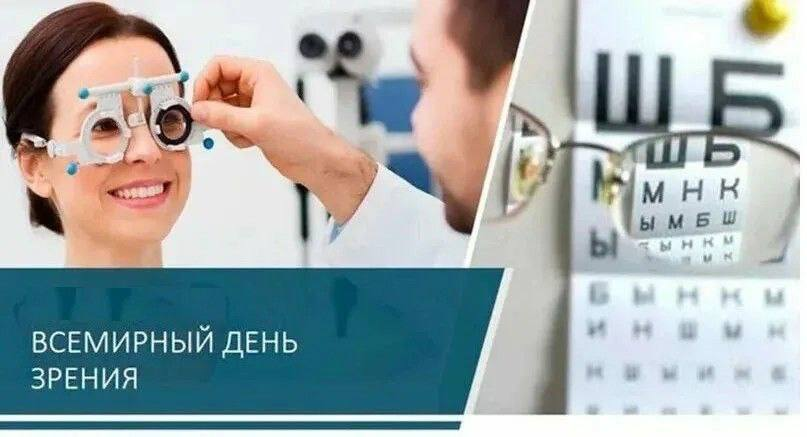 ВСЕМИРНЫЙ ДЕНЬ
ЗРЕНИЯ
Ш Б
Ш Б
М Н К
Ы М Б Ш
Б Ы Н К М
Б Ы Н К М
И Н Ш М К